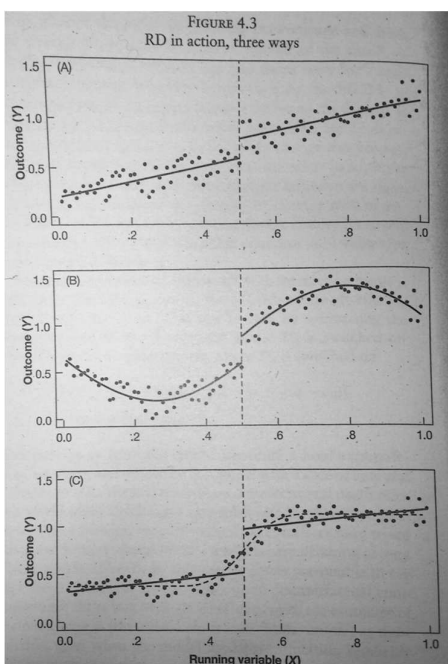 FIGURE 4.3
RD in action, three ways
(A)
Outcome (Y)
1.5
1.0
0.5
0.0
0.0 .2 .4 .6 .8 1.0
(B)
Outcome (Y)
1.5
1.0
0.5
0.0
0.0 .2 .4 .6 .8 1.0
(C)
Outcome (Y)
1.5
1.0
0.5
0.0
0.0 .2 .4 .6 .8 1.0
Running variable (X)